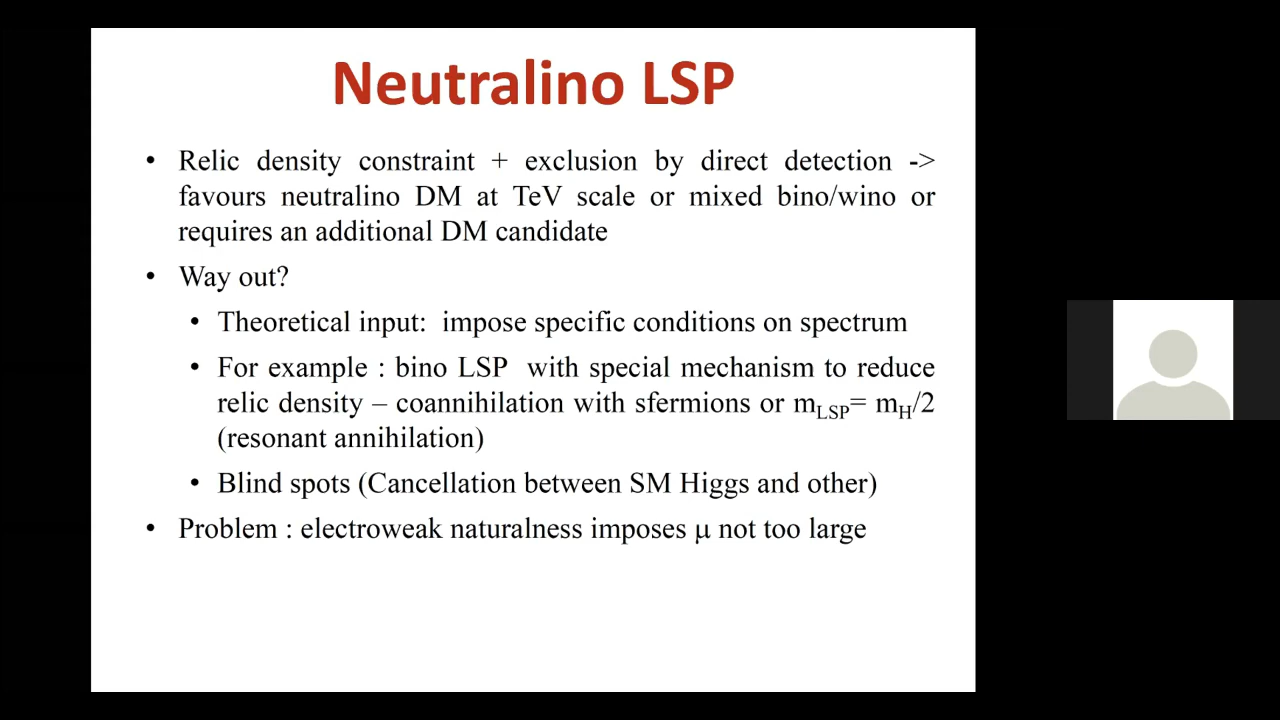 Neutralino LSP
• Relic density constraint + exclusion by direct detection ->
favours neutralino DM at TeV scale or mixed bino/wino or
requires an additional DM candidate
• Way out?
• Theoretical input: impose specific conditions on spectrum
• For example : bino LSP with special mechanism to reduce
relic density – coannihilation with sfermions or m_LSP= m_H/2
(resonant annihilation)
• Blind spots (Cancellation between SM Higgs and other)
• Problem : electroweak naturalness imposes μ not too large